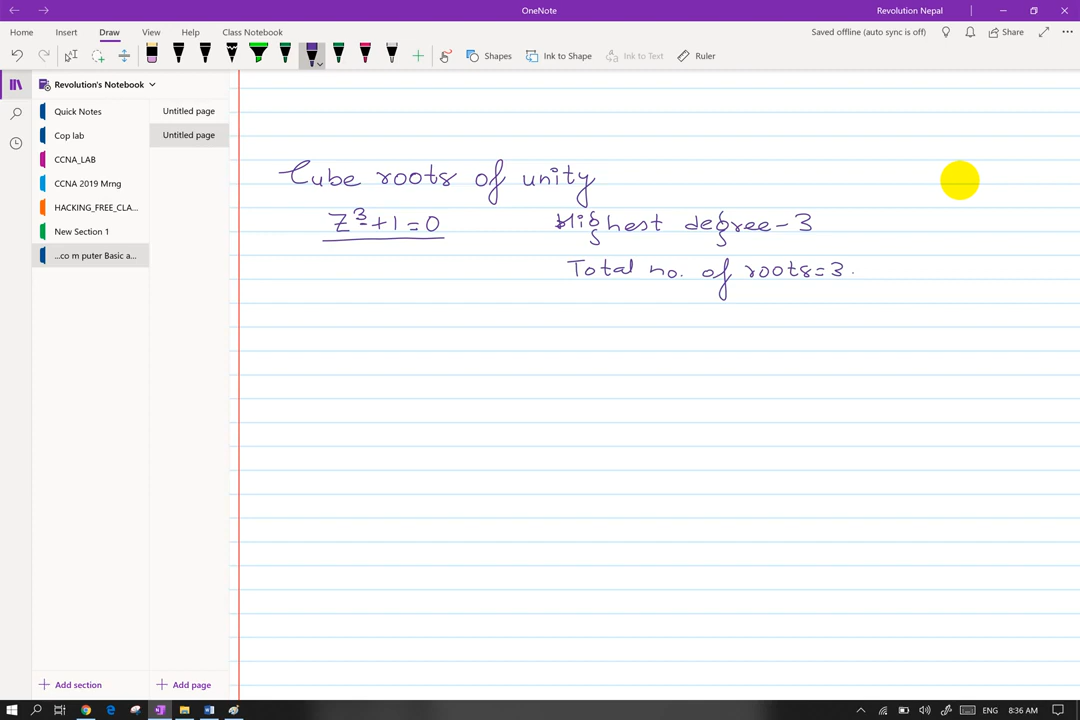 OneNote
Revolution Nepal
Home Insert Draw View Help Class Notebook
Saved offline (auto sync is off)
Share
Shapes Ink to Shape Ink to Text Ruler
Revolution's Notebook
Quick Notes
Cop lab
CCNA_LAB
CCNA 2019 Mrng
HACKING_FREE_CLA...
New Section 1
...co m puter Basic a...
Untitled page
Untitled page
Cube roots of unity
Z³+1=0 Highest degree-3
Total no. of roots=3.
Add section
Add page
ENG 8:36 AM